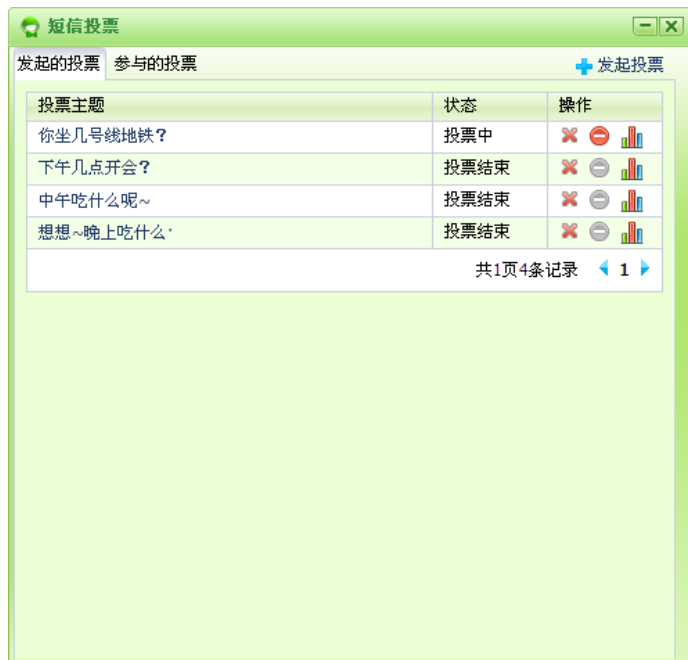 短信投票
发起的投票 参与的投票 发起投票
投票主题 状态 操作
你坐几号线地铁? 投票中
下午几点开会? 投票结束
中午吃什么呢~ 投票结束
想想~晚上吃什么· 投票结束
共1页4条记录 1